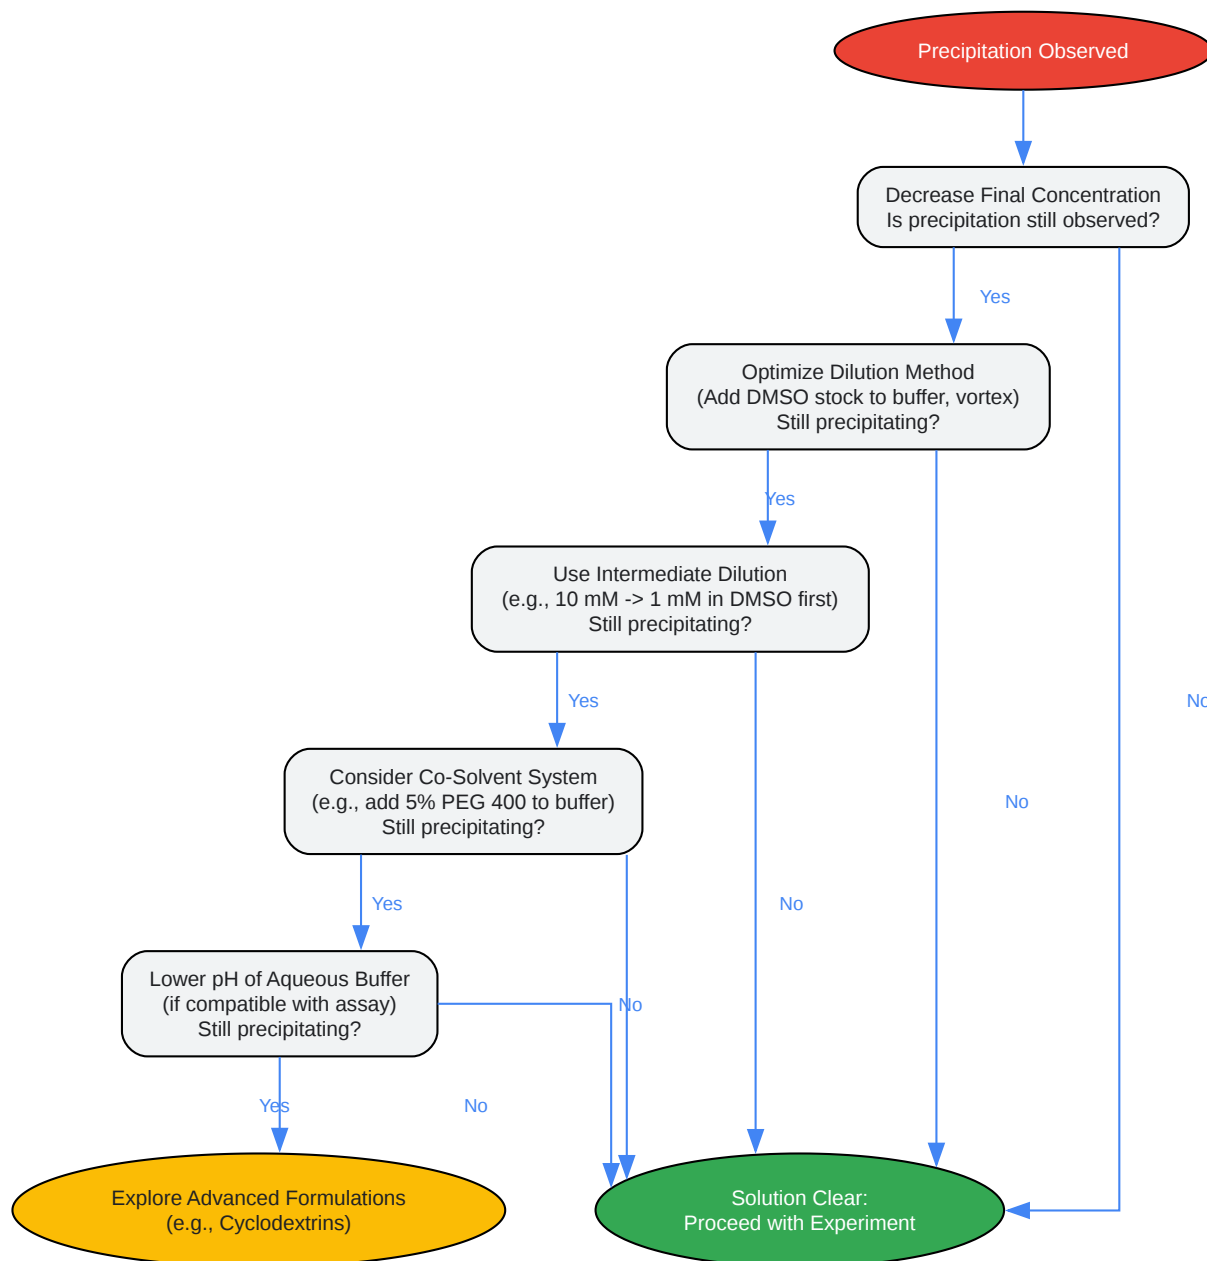 Precipitation Observed
Decrease Final Concentration
Is precipitation still observed?
Yes
Optimize Dilution Method
(Add DMSO stock to buffer, vortex)
Still precipitating?
Yes
Use Intermediate Dilution
(e.g., 10 mM -> 1 mM in DMSO first)
Still precipitating?
Yes
No
Consider Co-Solvent System
(e.g., add 5% PEG 400 to buffer)
Still precipitating?
No
Yes
No
Lower pH of Aqueous Buffer
(if compatible with assay)
Still precipitating?
No
Yes
No
Explore Advanced Formulations
(e.g., Cyclodextrins)
Solution Clear:
Proceed with Experiment